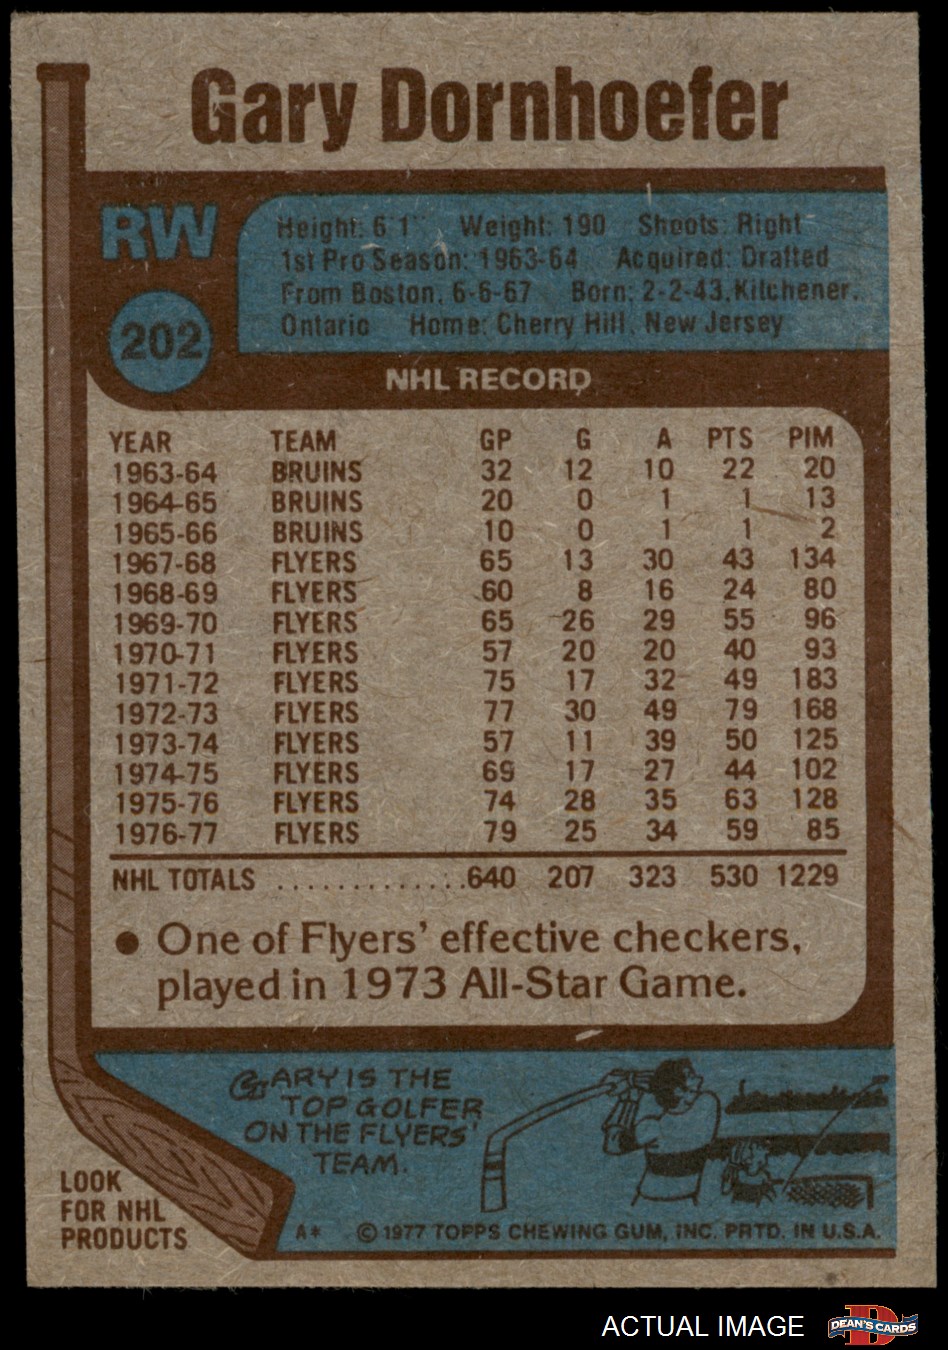 Gary Dornhoefer
RW
202
Height: 6'1" Weight: 190 Shoots: Right
1st Pro Season: 1963-64 Acquired: Drafted
From Boston, 6-6-67 Born: 2-2-43, Kitchener,
Ontario Home: Cherry Hill, New Jersey
NHL RECORD
YEAR TEAM GP G A PTS PIM
1963-64 BRUINS 32 12 10 22 20
1964-65 BRUINS 20 0 1 1 13
1965-66 BRUINS 10 0 1 1 2
1967-68 FLYERS 65 13 30 43 134
1968-69 FLYERS 60 8 16 24 80
1969-70 FLYERS 65 26 29 55 96
1970-71 FLYERS 57 20 20 40 93
1971-72 FLYERS 75 17 32 49 183
1972-73 FLYERS 77 30 49 79 168
1973-74 FLYERS 57 11 39 50 125
1974-75 FLYERS 69 17 27 44 102
1975-76 FLYERS 74 28 35 63 128
1976-77 FLYERS 79 25 34 59 85
NHL TOTALS .............640 207 323 530 1229
• One of Flyers' effective checkers,
played in 1973 All-Star Game.
GARY IS THE
TOP GOLFER
ON THE FLYERS'
TEAM.
LOOK
FOR NHL
PRODUCTS
A* © 1977 TOPPS CHEWING GUM, INC. PRTD. IN U.S.A.
ACTUAL IMAGE
D
DEAN'S CARDS